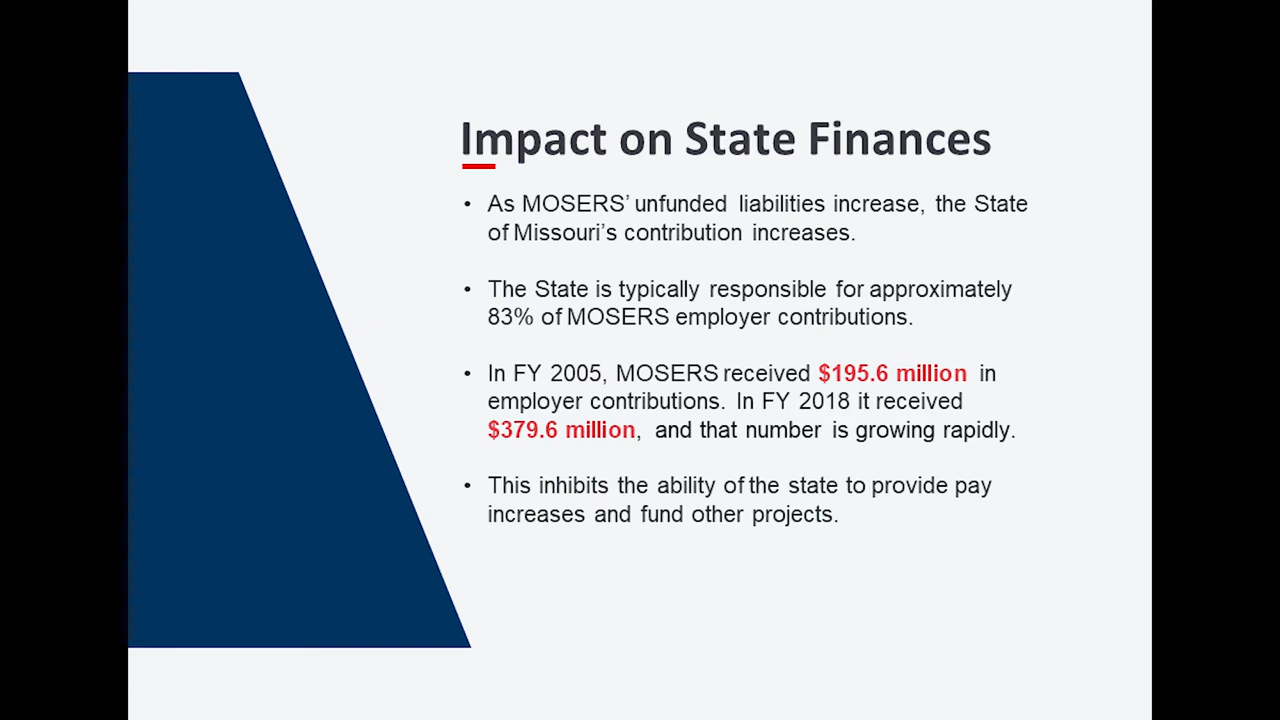 Impact on State Finances
• As MOSERS’ unfunded liabilities increase, the State
of Missouri’s contribution increases.
• The State is typically responsible for approximately
83% of MOSERS employer contributions.
• In FY 2005, MOSERS received $195.6 million in
employer contributions. In FY 2018 it received
$379.6 million, and that number is growing rapidly.
• This inhibits the ability of the state to provide pay
increases and fund other projects.